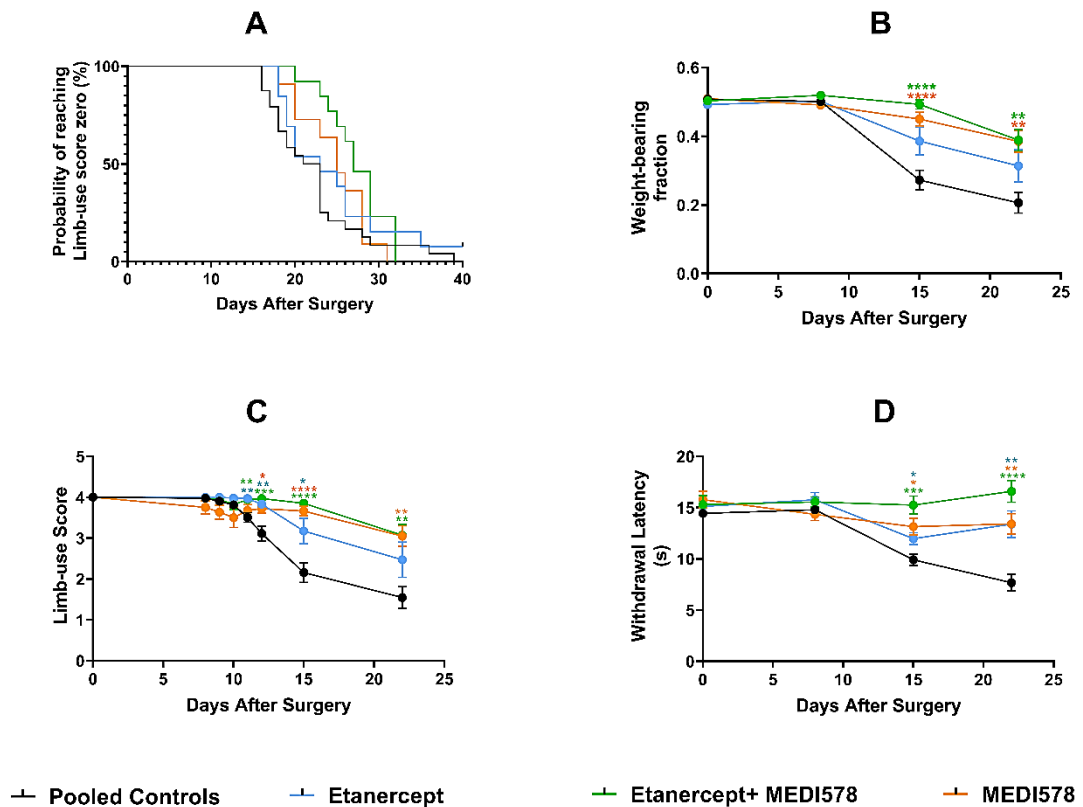 A
Probability of reaching
Limb-use score zero (%)
100
50
0
0 10 20 30 40
Days After Surgery
B
Weight-bearing
fraction
0.6
0.4
0.2
0.0
****
****
**
**
0 5 10 15 20 25
Days After Surgery
C
Limb-use Score
5
4
3
2
1
0
**
**
*
**
***
*
****
****
**
**
0 5 10 15 20 25
Days After Surgery
D
Withdrawal Latency
(s)
20
15
10
5
0
*
*
***
**
**
****
0 5 10 15 20 25
Days After Surgery
Pooled Controls Etanercept Etanercept+ MEDI578 MEDI578